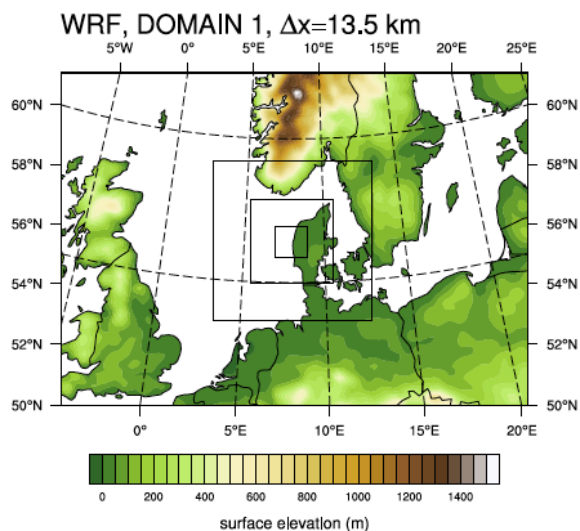 WRF, DOMAIN 1, Δx=13.5 km
5°W 0° 5°E 10°E 15°E 20°E 25°E
60°N 60°N
58°N 58°N
56°N 56°N
54°N 54°N
52°N 52°N
50°N 50°N
0° 5°E 10°E 15°E 20°E
0 200 400 600 800 1000 1200 1400
surface elevation (m)